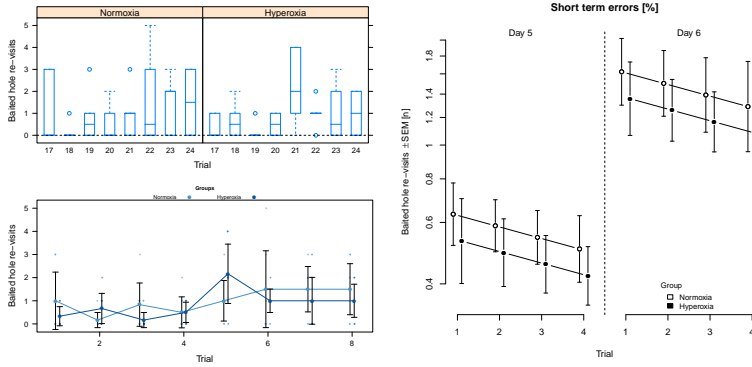 Normoxia Hyperoxia
5
4
3
2
1
0
17 18 19 20 21 22 23 24 17 18 19 20 21 22 23 24
Trial
Baited hole re−visits
Groups
Normoxia Hyperoxia
5
4
3
2
1
0
2 4 6 8
Trial
Baited hole re−visits
Short term errors [%]
Day 5 Day 6
1.8
1.4
1.2
1
0.8
0.6
0.4
Baited hole re−visits ±SEM [n]
Group
Normoxia
Hyperoxia
1 2 3 4 1 2 3 4
Trial